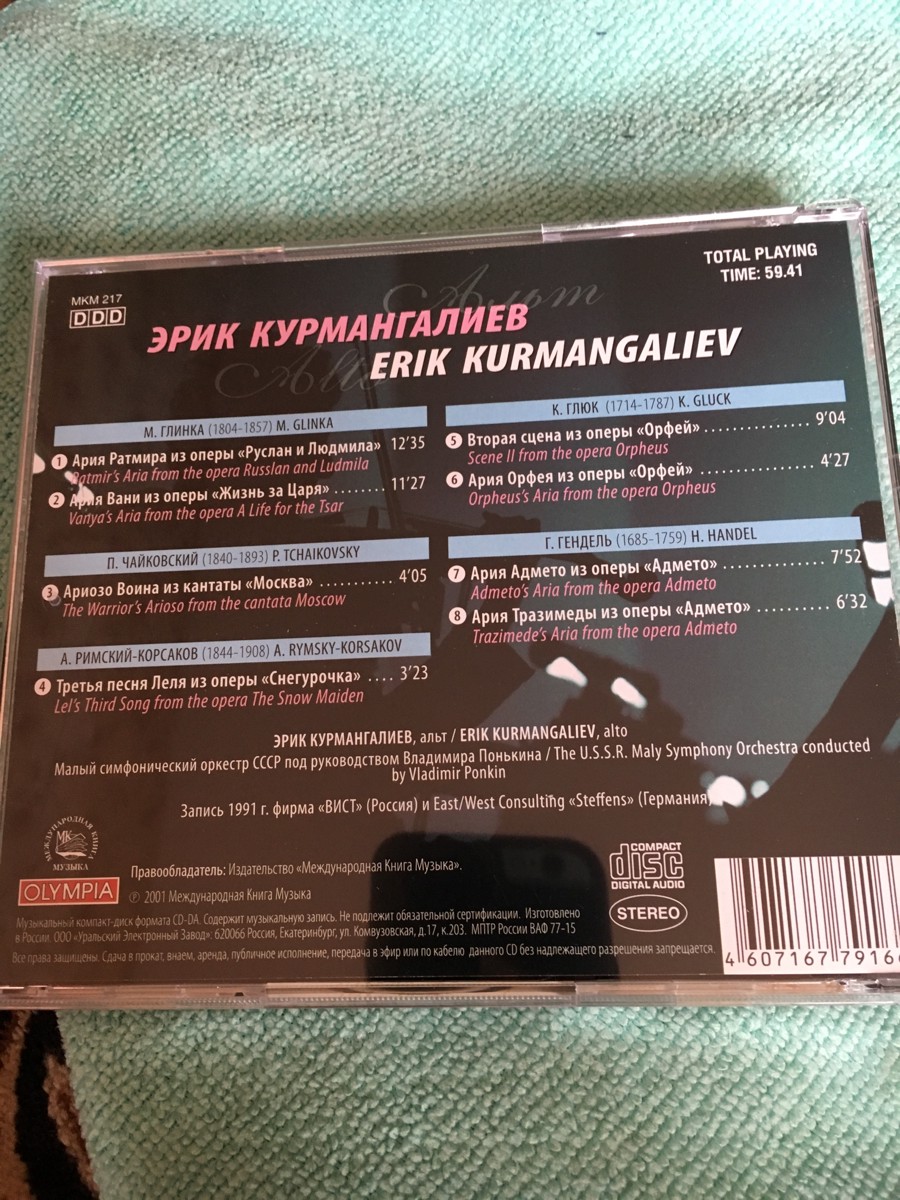 TOTAL PLAYING
TIME: 59.41
MKM 217
DDD
Альт
ЭРИК КУРМАНГАЛИЕВ
Alto
ERIK KURMANGALIEV
М. ГЛИНКА (1804-1857) M. GLINKA
1 Ария Ратмира из оперы «Руслан и Людмила» 12'35
Ratmir's Aria from the opera Russlan and Ludmila
2 Ария Вани из оперы «Жизнь за Царя» ....... 11'27
Vanya's Aria from the opera A Life for the Tsar
П. ЧАЙКОВСКИЙ (1840-1893) P. TCHAIKOVSKY
3 Ариозо Воина из кантаты «Москва» .......... 4'05
The Warrior's Arioso from the cantata Moscow
А. РИМСКИЙ-КОРСАКОВ (1844-1908) A. RYMSKY-KORSAKOV
4 Третья песня Леля из оперы «Снегурочка» .... 3'23
Lel's Third Song from the opera The Snow Maiden
К. ГЛЮК (1714-1787) K. GLUCK
5 Вторая сцена из оперы «Орфей» .............. 9'04
Scene II from the opera Orpheus
6 Ария Орфея из оперы «Орфей» ............... 4'27
Orpheus's Aria from the opera Orpheus
Г. ГЕНДЕЛЬ (1685-1759) H. HANDEL
7 Ария Адмето из оперы «Адмето» .............. 7'52
Admeto's Aria from the opera Admeto
8 Ария Тразимеды из оперы «Адмето» .......... 6'32
Trazimede's Aria from the opera Admeto
ЭРИК КУРМАНГАЛИЕВ, альт / ERIK KURMANGALIEV, alto
Малый симфонический оркестр СССР под руководством Владимира Понькина / The U.S.S.R. Maly Symphony Orchestra conducted
by Vladimir Ponkin
Запись 1991 г. фирма «ВИСТ» (Россия) и East/West Consulting «Steffens» (Германия)
МЕЖДУНАРОДНАЯ КНИГА
МК
МУЗЫКА
OLYMPIA
Правообладатель: Издательство «Международная Книга Музыка».
℗ 2001 Международная Книга Музыка
COMPACT
disc
DIGITAL AUDIO
STEREO
Музыкальный компакт-диск формата CD-DA. Содержит музыкальную запись. Не подлежит обязательной сертификации. Изготовлено
в России. ООО «Уральский Электронный Завод»: 620066 Россия, Екатеринбург, ул. Комвузовская, д.17, к.203. МПТР России ВАФ 77-15
Все права защищены. Сдача в прокат, внаем, аренда, публичное исполнение, передача в эфир или по кабелю данного CD без надлежащего разрешения запрещается.
4 607167 79166